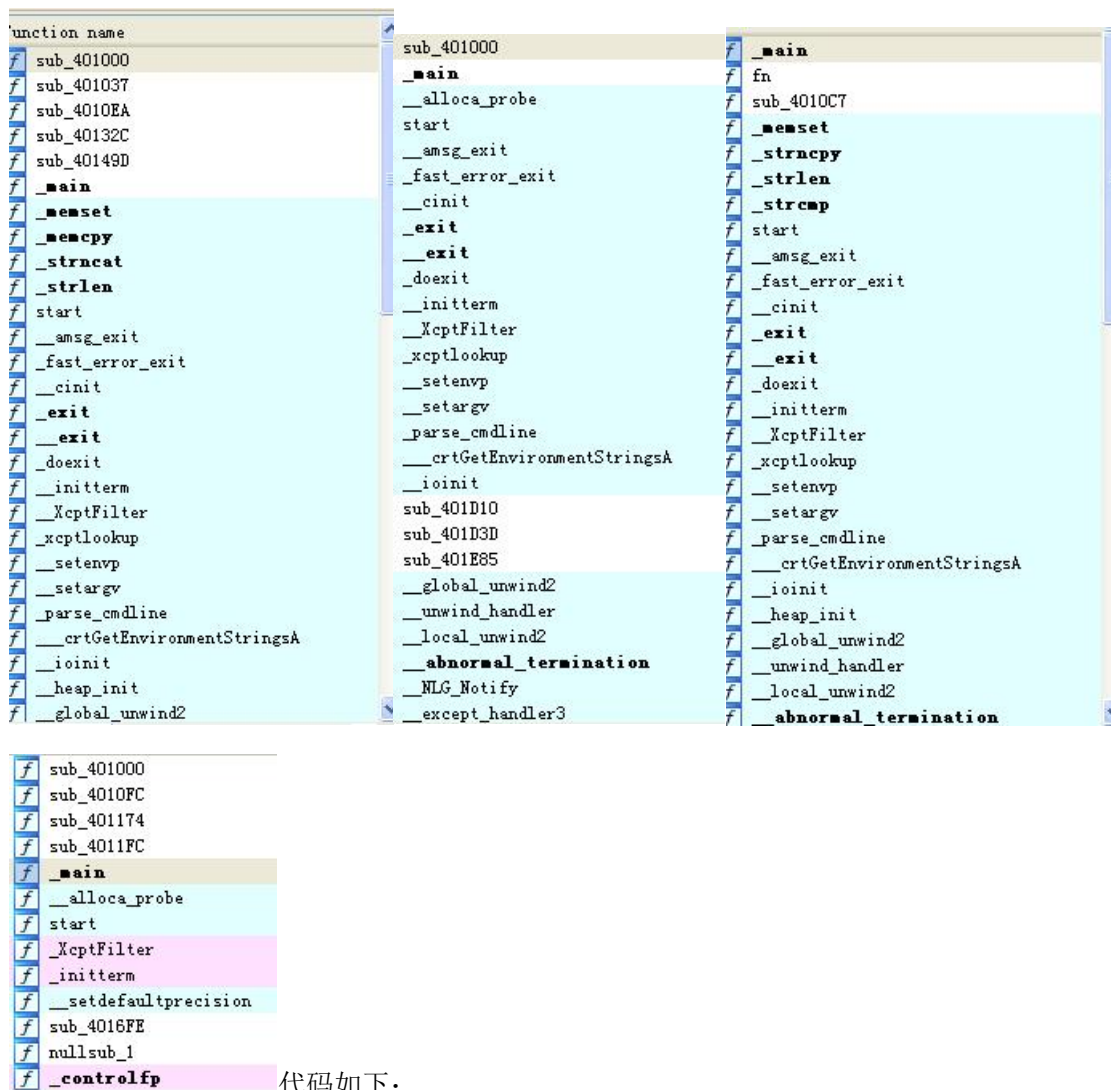 unction name
sub_401000
sub_401037
sub_4010EA
sub_40132C
sub_40149D
_main
_memset
_memcpy
_strncat
_strlen
start
__amsg_exit
_fast_error_exit
__cinit
_exit
__exit
_doexit
__initterm
__XcptFilter
_xcptlookup
__setenvp
__setargv
_parse_cmdline
___crtGetEnvironmentStringsA
__ioinit
__heap_init
__global_unwind2
sub_401000
_main
__alloca_probe
start
__amsg_exit
_fast_error_exit
__cinit
_exit
__exit
_doexit
__initterm
__XcptFilter
_xcptlookup
__setenvp
__setargv
_parse_cmdline
___crtGetEnvironmentStringsA
__ioinit
sub_401D10
sub_401D3D
sub_401E85
__global_unwind2
__unwind_handler
__local_unwind2
__abnormal_termination
__NLG_Notify
__except_handler3
_main
fn
sub_4010C7
_memset
_strncpy
_strlen
_strcmp
start
__amsg_exit
_fast_error_exit
__cinit
_exit
__exit
_doexit
__initterm
__XcptFilter
_xcptlookup
__setenvp
__setargv
_parse_cmdline
___crtGetEnvironmentStringsA
__ioinit
__heap_init
__global_unwind2
__unwind_handler
__local_unwind2
__abnormal_termination
sub_401000
sub_4010FC
sub_401174
sub_4011FC
_main
__alloca_probe
start
_XcptFilter
_initterm
__setdefaultprecision
sub_4016FE
nullsub_1
_controlfp
代码如下: